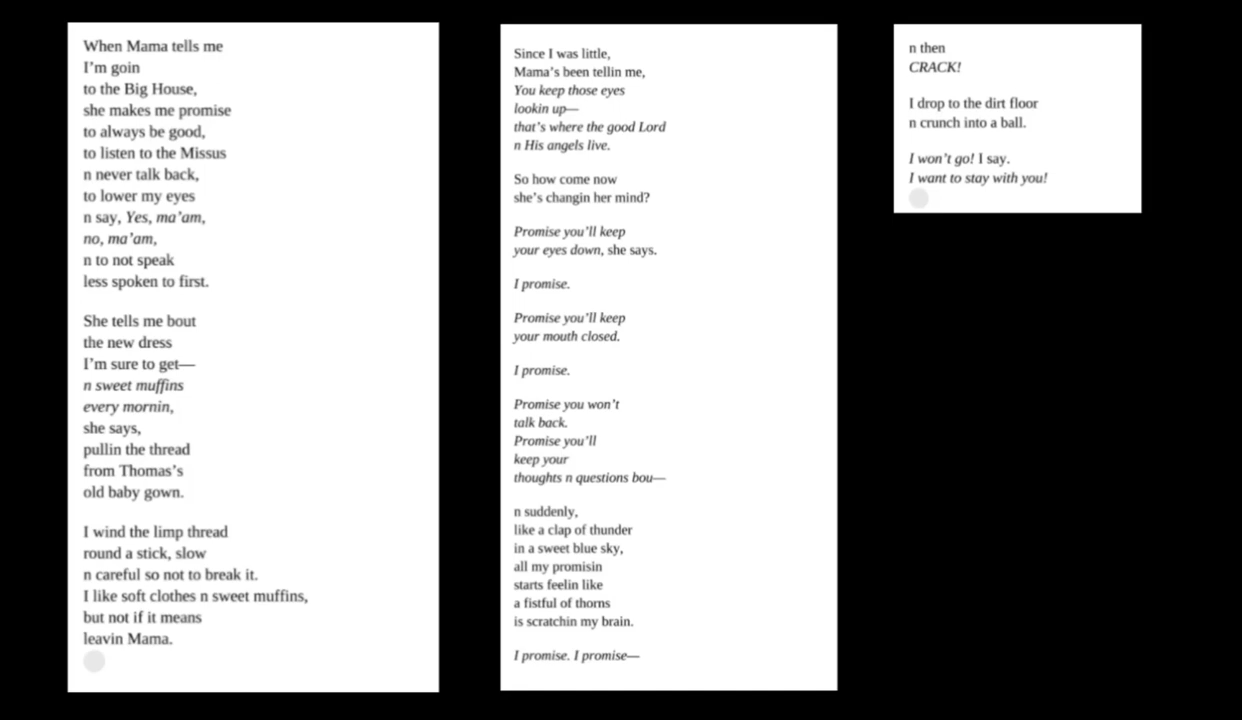 When Mama tells me
I'm goin
to the Big House,
she makes me promise
to always be good,
to listen to the Missus
n never talk back,
to lower my eyes
n say, Yes, ma'am,
no, ma'am,
n to not speak
less spoken to first.
She tells me bout
the new dress
I'm sure to get—
n sweet muffins
every mornin,
she says,
pullin the thread
from Thomas's
old baby gown.
I wind the limp thread
round a stick, slow
n careful so not to break it.
I like soft clothes n sweet muffins,
but not if it means
leavin Mama.
Since I was little,
Mama's been tellin me,
You keep those eyes
lookin up—
that's where the good Lord
n His angels live.
So how come now
she's changin her mind?
Promise you'll keep
your eyes down, she says.
I promise.
Promise you'll keep
your mouth closed.
I promise.
Promise you won't
talk back.
Promise you'll
keep your
thoughts n questions bou—
n suddenly,
like a clap of thunder
in a sweet blue sky,
all my promisin
starts feelin like
a fistful of thorns
is scratchin my brain.
I promise. I promise—
n then
CRACK!
I drop to the dirt floor
n crunch into a ball.
I won't go! I say.
I want to stay with you!